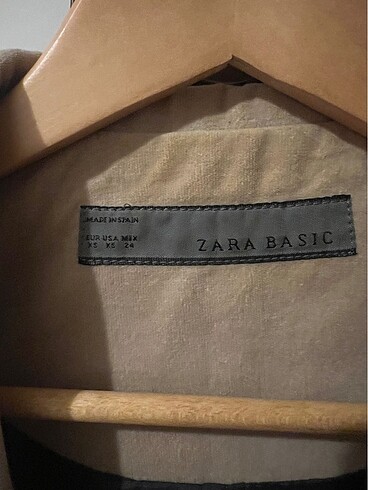 MADE IN SPAIN
EUR USA MEX
XS XS 24
ZARA BASIC